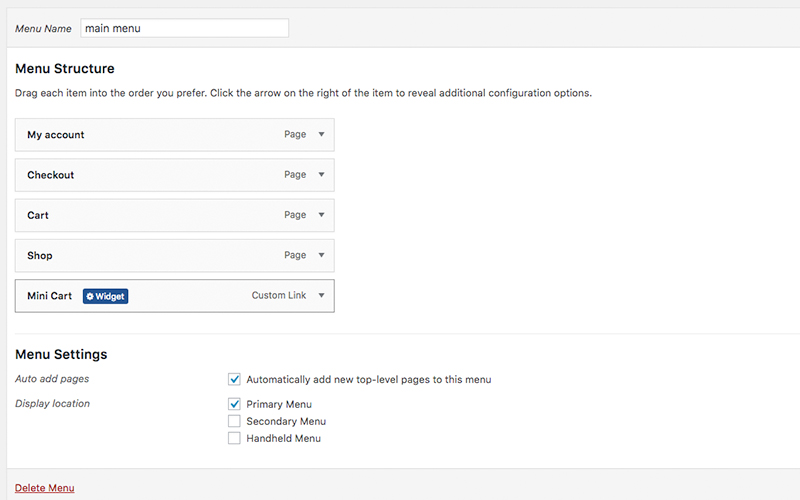 Menu Name main menu
Menu Structure
Drag each item into the order you prefer. Click the arrow on the right of the item to reveal additional configuration options.
My account Page
Checkout Page
Cart Page
Shop Page
Mini Cart Widget Custom Link
Menu Settings
Auto add pages Automatically add new top-level pages to this menu
Display location Primary Menu
Secondary Menu
Handheld Menu
Delete Menu